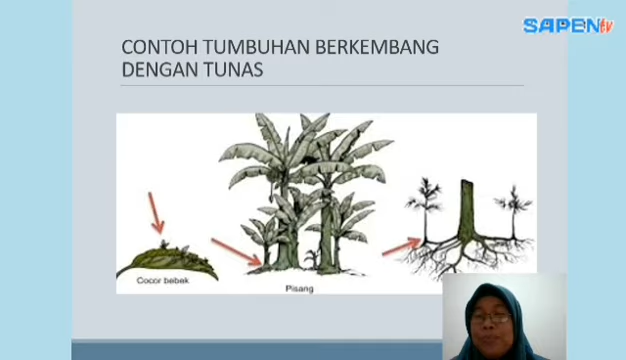 SAPEN tv
CONTOH TUMBUHAN BERKEMBANG
DENGAN TUNAS
Cocor bebek
Pisang